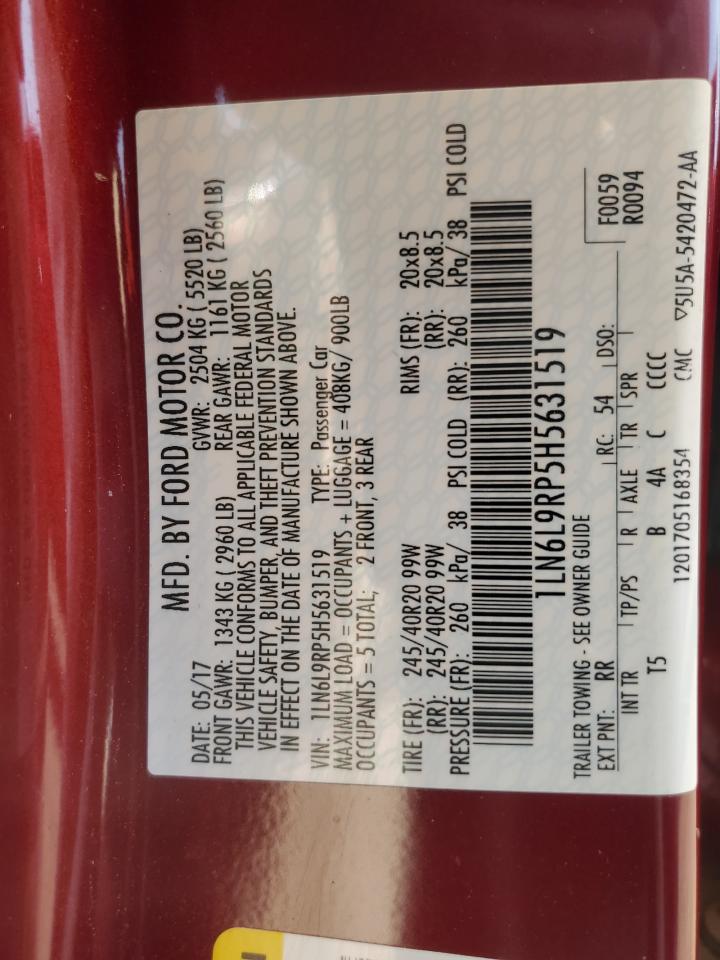 MFD. BY FORD MOTOR CO.
DATE: 05/17 GVWR: 2504 KG ( 5520 LB)
FRONT GAWR: 1343 KG ( 2960 LB) REAR GAWR: 1161 KG ( 2560 LB)
THIS VEHICLE CONFORMS TO ALL APPLICABLE FEDERAL MOTOR
VEHICLE SAFETY, BUMPER, AND THEFT PREVENTION STANDARDS
IN EFFECT ON THE DATE OF MANUFACTURE SHOWN ABOVE.
VIN: 1LN6L9RP5H5631519 TYPE: Passenger Car
MAXIMUM LOAD = OCCUPANTS + LUGGAGE = 408KG/ 900LB
OCCUPANTS = 5 TOTAL; 2 FRONT, 3 REAR
TIRE (FR): 245/40R20 99W RIMS (FR): 20x8.5
(RR): 245/40R20 99W (RR): 20x8.5
PRESSURE (FR): 260 kPa/ 38 PSI COLD (RR): 260 kPa/ 38 PSI COLD
1LN6L9RP5H5631519
TRAILER TOWING - SEE OWNER GUIDE F0059
EXT PNT: RR RC: 54 DSO: R0094
INT TR TP/PS R AXLE TR SPR
T5 B 4A C CCCC
1201705168354 CMC ▽5U5A-5420472-AA